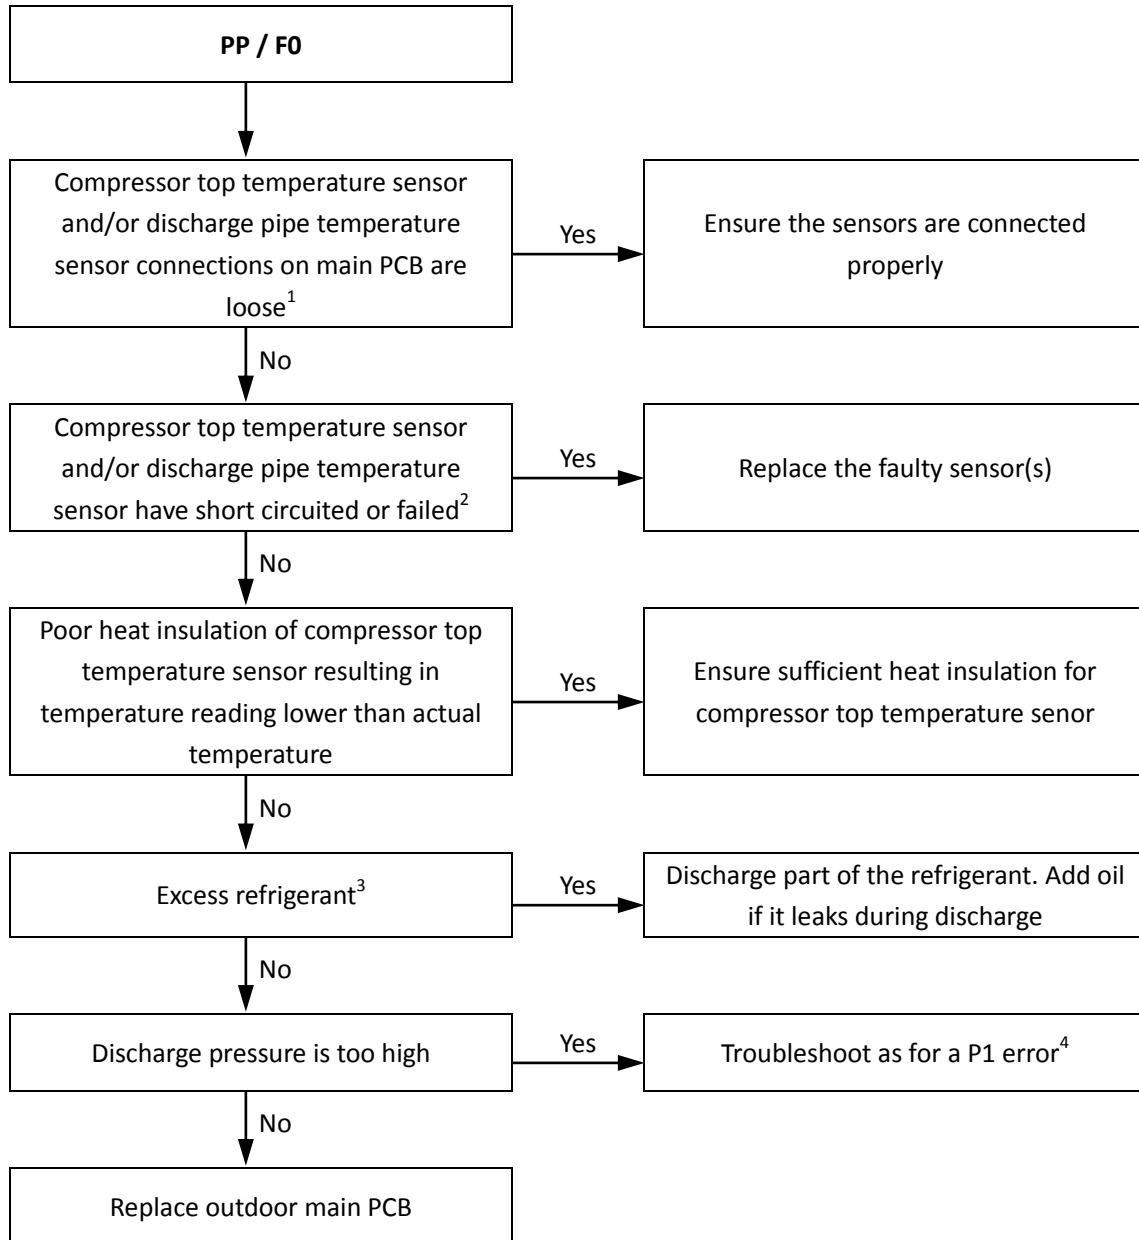 PP / F0
Compressor top temperature sensor
and/or discharge pipe temperature
sensor connections on main PCB are
loose1
Yes
Ensure the sensors are connected
properly
No
Compressor top temperature sensor
and/or discharge pipe temperature
sensor have short circuited or failed2
Yes
Replace the faulty sensor(s)
No
Poor heat insulation of compressor top
temperature sensor resulting in
temperature reading lower than actual
temperature
Yes
Ensure sufficient heat insulation for
compressor top temperature senor
No
Excess refrigerant3
Yes
Discharge part of the refrigerant. Add oil
if it leaks during discharge
No
Discharge pressure is too high
Yes
Troubleshoot as for a P1 error4
No
Replace outdoor main PCB